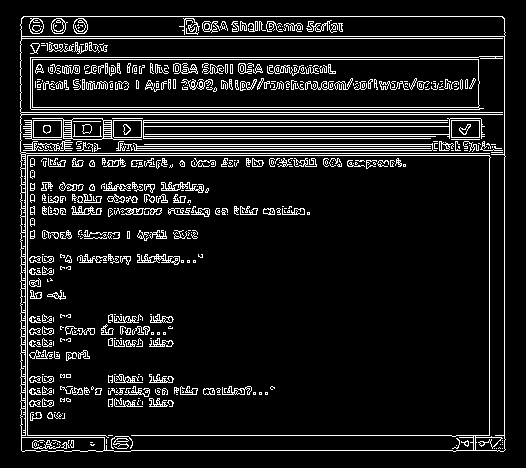 OSA Shell Demo Script
Description
A demo script for the OSA Shell OSA component.
Grant Simmons | April 2002, http://ranchero.com/software/osashell/
Record Stop Run Check Syntax
# This is a test script, a demo for the OSAShell OSA component.
#
# It does a directory listing,
# then tells where Perl is,
# then lists processes running on this machine.
#
# Brent Simmons | April 2002
echo "A directory listing..."
echo ""
cd
ls -al
echo "" #blank line
echo "Where is Perl?..."
echo "" #blank line
which perl
echo "" #blank line
echo "What's running on this machine?..."
echo "" #blank line
ps
OSAShell